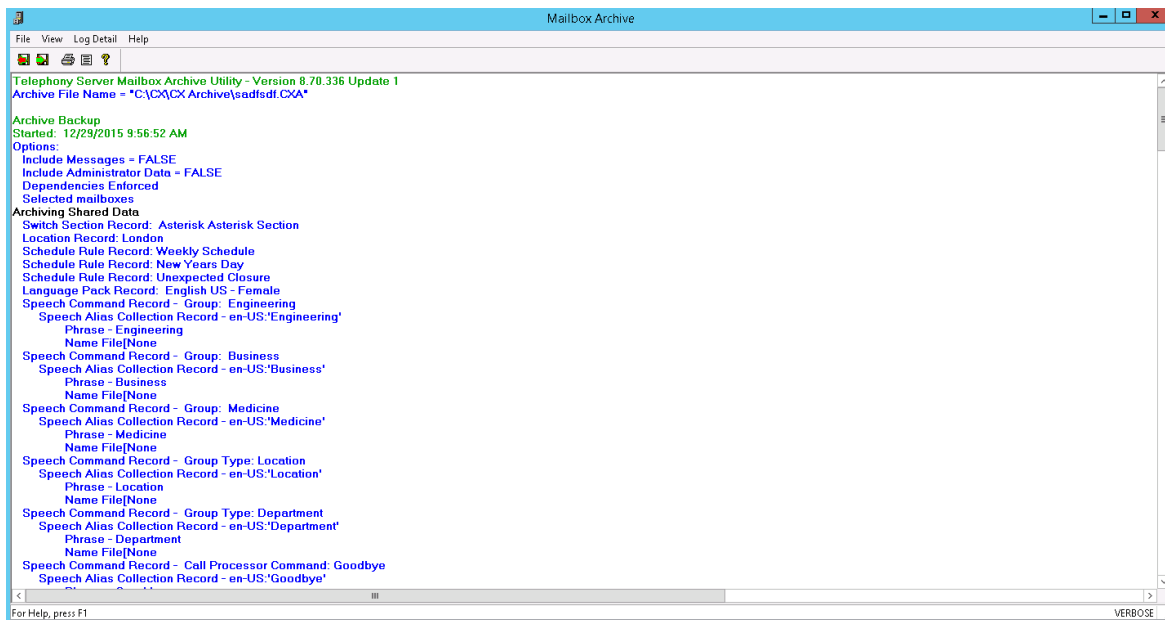 Mailbox Archive
File View Log Detail Help
Telephony Server Mailbox Archive Utility - Version 8.70.336 Update 1
Archive File Name = "C:\CX\CX Archive\sadfsdf.CXA"
Archive Backup
Started: 12/29/2015 9:56:52 AM
Options:
Include Messages = FALSE
Include Administrator Data = FALSE
Dependencies Enforced
Selected mailboxes
Archiving Shared Data
Switch Section Record: Asterisk Asterisk Section
Location Record: London
Schedule Rule Record: Weekly Schedule
Schedule Rule Record: New Years Day
Schedule Rule Record: Unexpected Closure
Language Pack Record: English US - Female
Speech Command Record - Group: Engineering
Speech Alias Collection Record - en-US:'Engineering'
Phrase - Engineering
Name File[None
Speech Command Record - Group: Business
Speech Alias Collection Record - en-US:'Business'
Phrase - Business
Name File[None
Speech Command Record - Group: Medicine
Speech Alias Collection Record - en-US:'Medicine'
Phrase - Medicine
Name File[None
Speech Command Record - Group Type: Location
Speech Alias Collection Record - en-US:'Location'
Phrase - Location
Name File[None
Speech Command Record - Group Type: Department
Speech Alias Collection Record - en-US:'Department'
Phrase - Department
Name File[None
Speech Command Record - Call Processor Command: Goodbye
Speech Alias Collection Record - en-US:'Goodbye'
For Help, press F1 VERBOSE